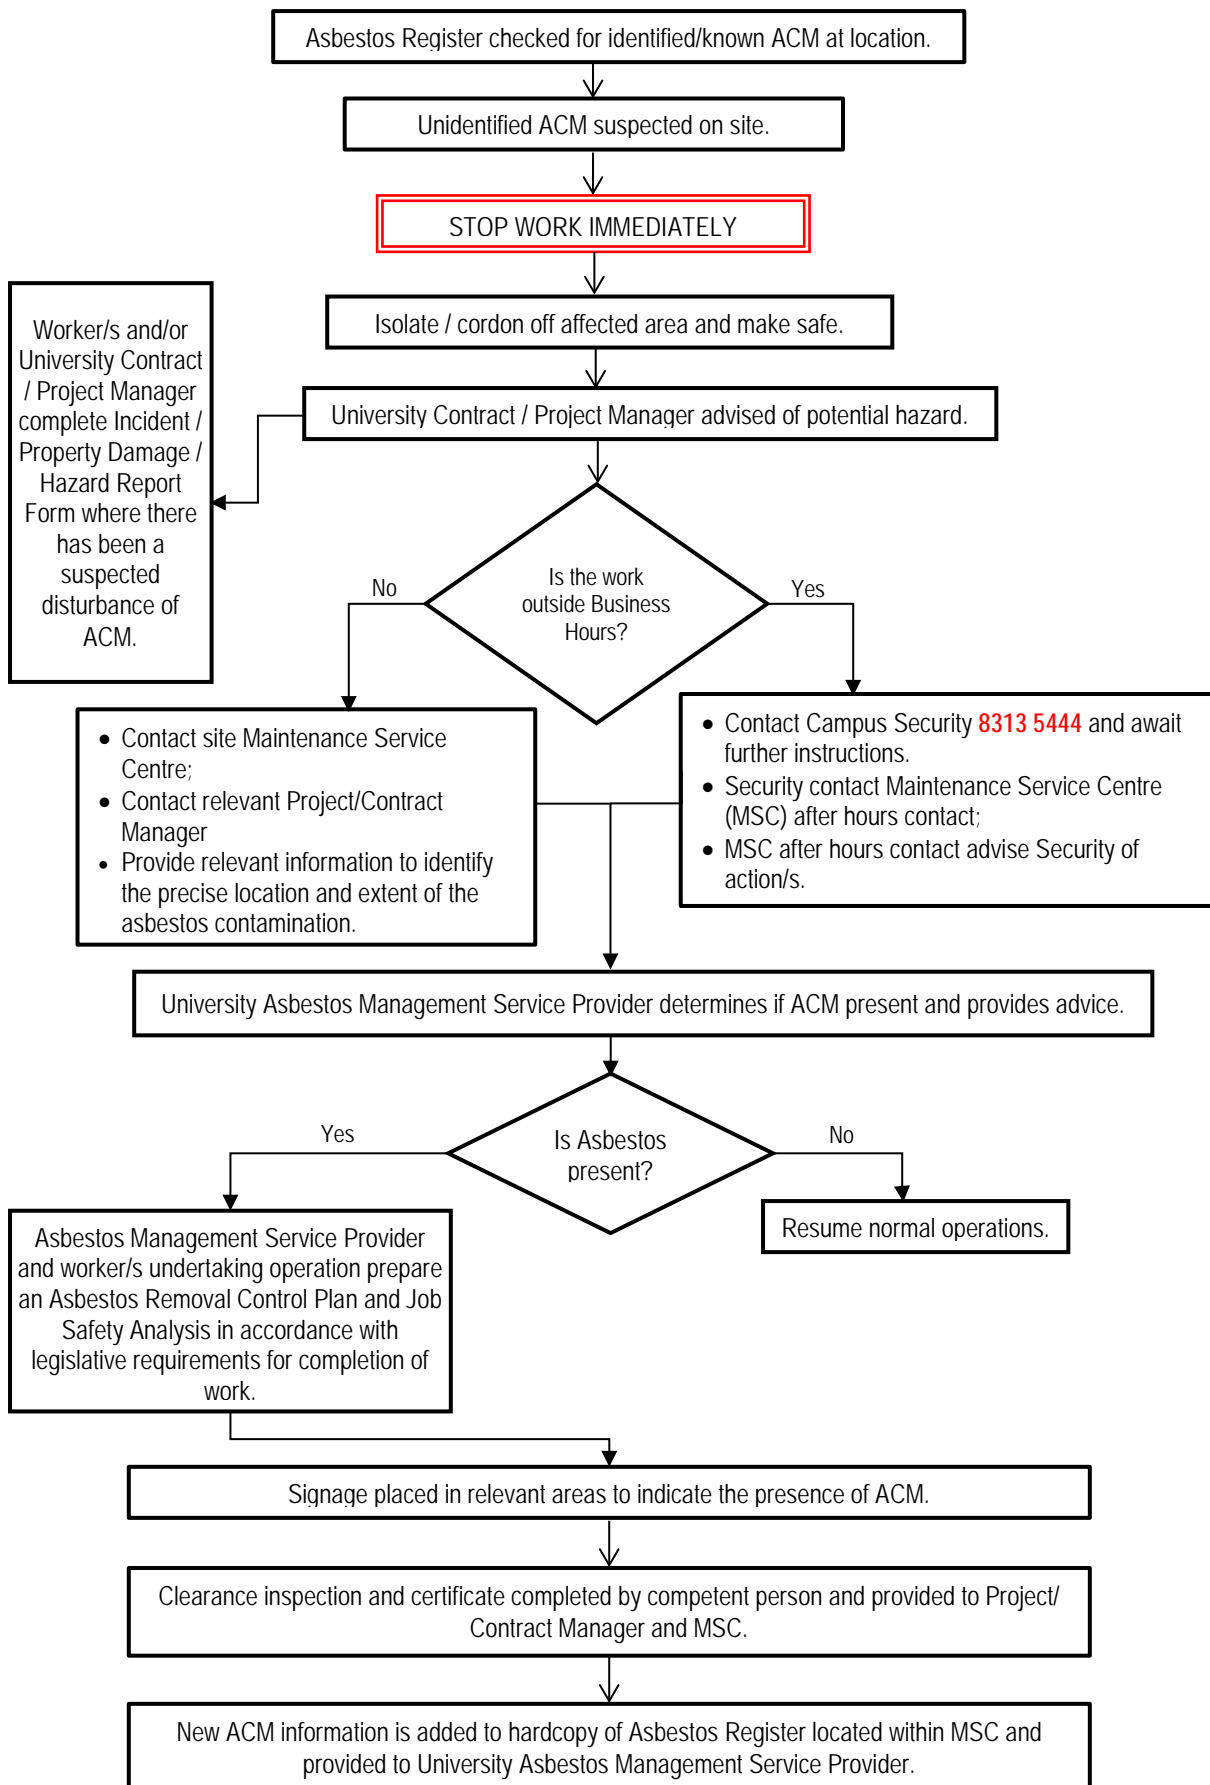 Asbestos Register checked for identified/known ACM at location.
Unidentified ACM suspected on site.
STOP WORK IMMEDIATELY
Isolate / cordon off affected area and make safe.
Worker/s and/or
University Contract
/ Project Manager
complete Incident /
Property Damage /
Hazard Report
Form where there
has been a
suspected
disturbance of
ACM.
University Contract / Project Manager advised of potential hazard.
Is the work
outside Business
Hours?
No
Yes
• Contact site Maintenance Service
Centre;
• Contact relevant Project/Contract
Manager
• Provide relevant information to identify
the precise location and extent of the
asbestos contamination.
• Contact Campus Security 8313 5444 and await
further instructions.
• Security contact Maintenance Service Centre
(MSC) after hours contact;
• MSC after hours contact advise Security of
action/s.
University Asbestos Management Service Provider determines if ACM present and provides advice.
Is Asbestos
present?
Yes
No
Resume normal operations.
Asbestos Management Service Provider
and worker/s undertaking operation prepare
an Asbestos Removal Control Plan and Job
Safety Analysis in accordance with
legislative requirements for completion of
work.
Signage placed in relevant areas to indicate the presence of ACM.
Clearance inspection and certificate completed by competent person and provided to Project/
Contract Manager and MSC.
New ACM information is added to hardcopy of Asbestos Register located within MSC and
provided to University Asbestos Management Service Provider.